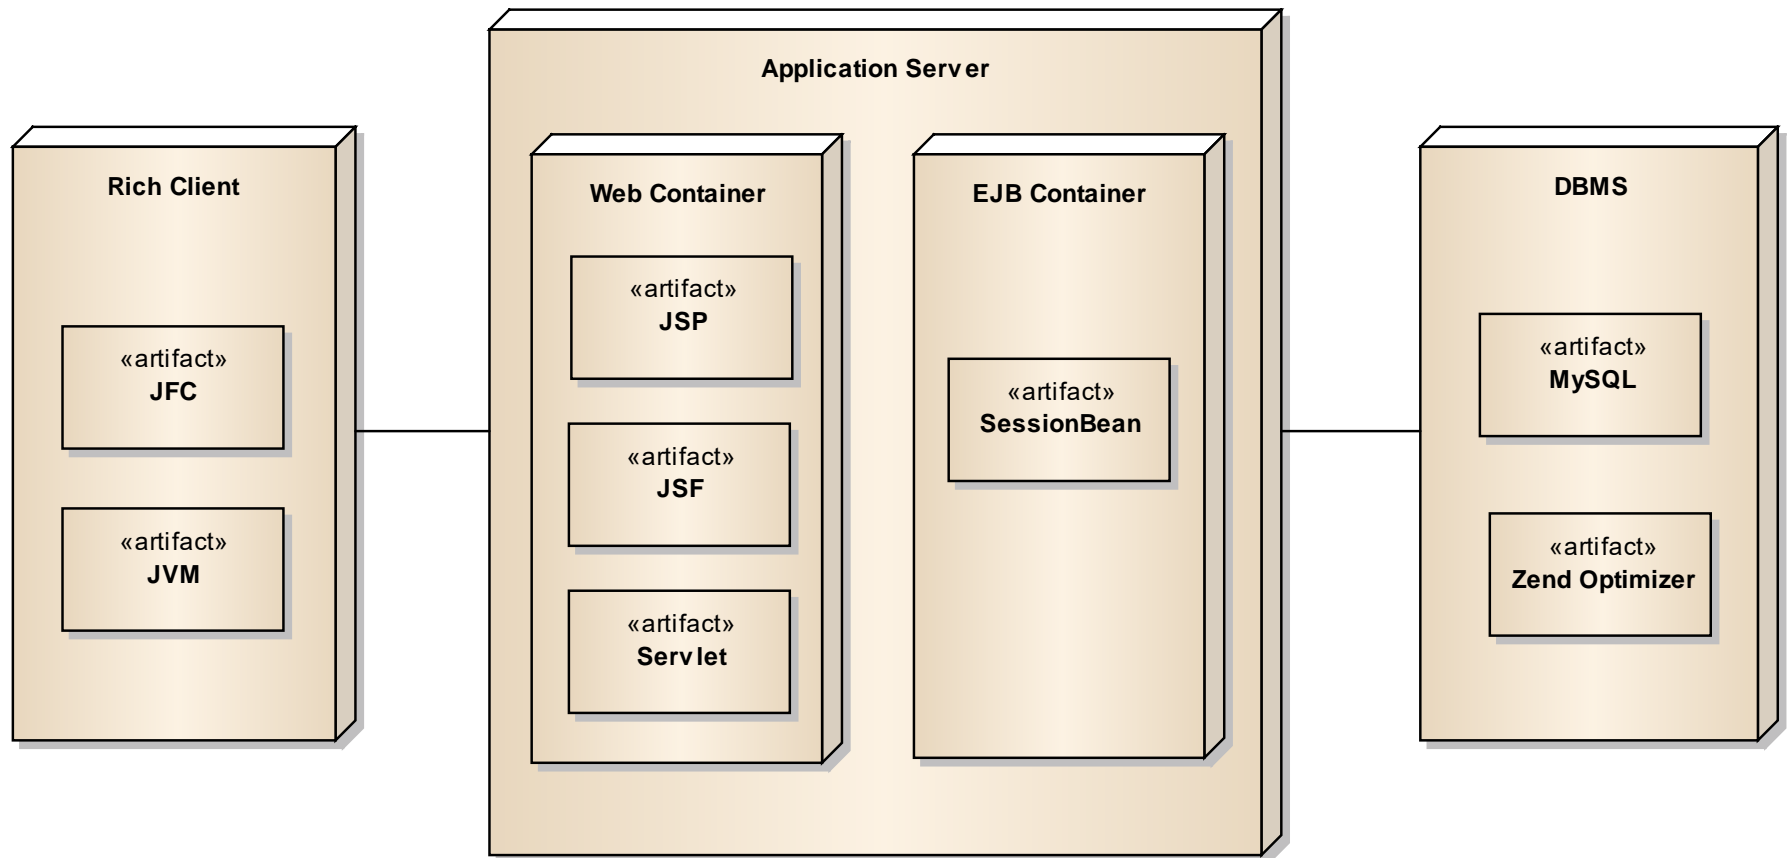 Application Server
Rich Client
«artifact»
JFC
«artifact»
JVM
Web Container
«artifact»
JSP
«artifact»
JSF
«artifact»
Servlet
EJB Container
«artifact»
SessionBean
DBMS
«artifact»
MySQL
«artifact»
Zend Optimizer